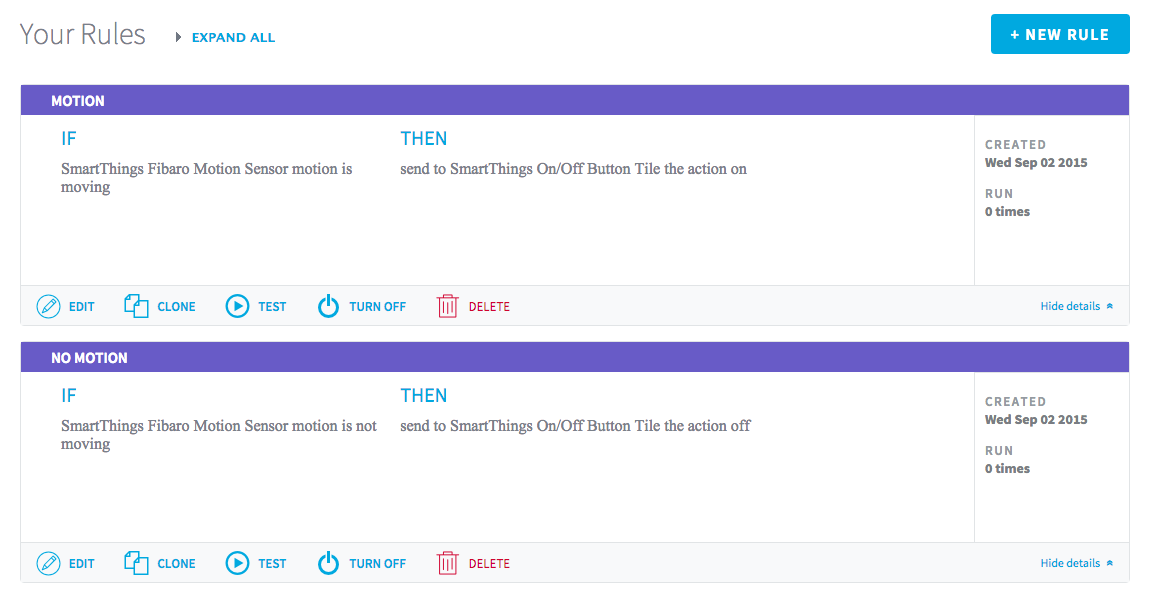 Your Rules
EXPAND ALL
+ NEW RULE
MOTION
IF
SmartThings Fibaro Motion Sensor motion is
moving
THEN
send to SmartThings On/Off Button Tile the action on
CREATED
Wed Sep 02 2015
RUN
0 times
EDIT
CLONE
TEST
TURN OFF
DELETE
Hide details
NO MOTION
IF
SmartThings Fibaro Motion Sensor motion is not
moving
THEN
send to SmartThings On/Off Button Tile the action off
CREATED
Wed Sep 02 2015
RUN
0 times
EDIT
CLONE
TEST
TURN OFF
DELETE
Hide details